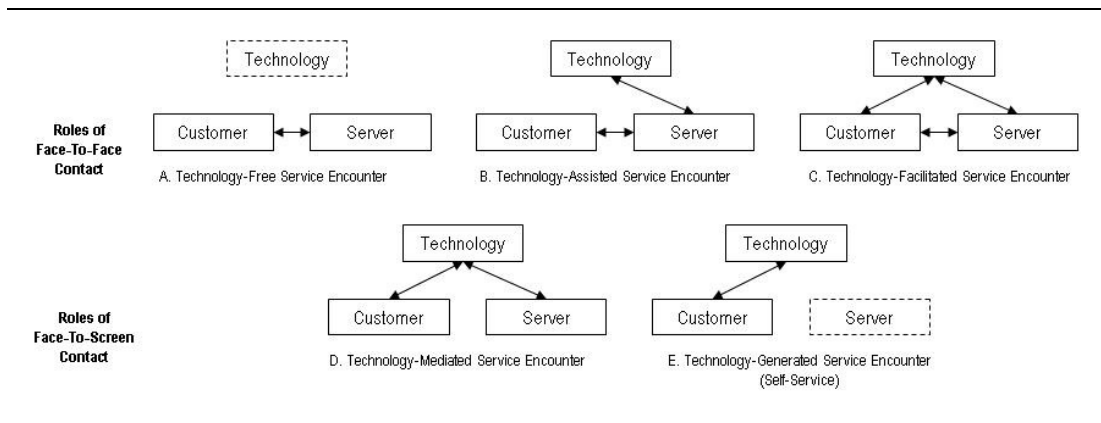 Technology
Technology
Technology
Roles of
Face-To-Face
Contact
Customer
Server
Customer
Server
Customer
Server
A. Technology-Free Service Encounter
B. Technology-Assisted Service Encounter
C. Technology-Facilitated Service Encounter
Technology
Technology
Roles of
Face-To-Screen
Contact
Customer
Server
Customer
Server
D. Technology-Mediated Service Encounter
E. Technology-Generated Service Encounter
(Self-Service)